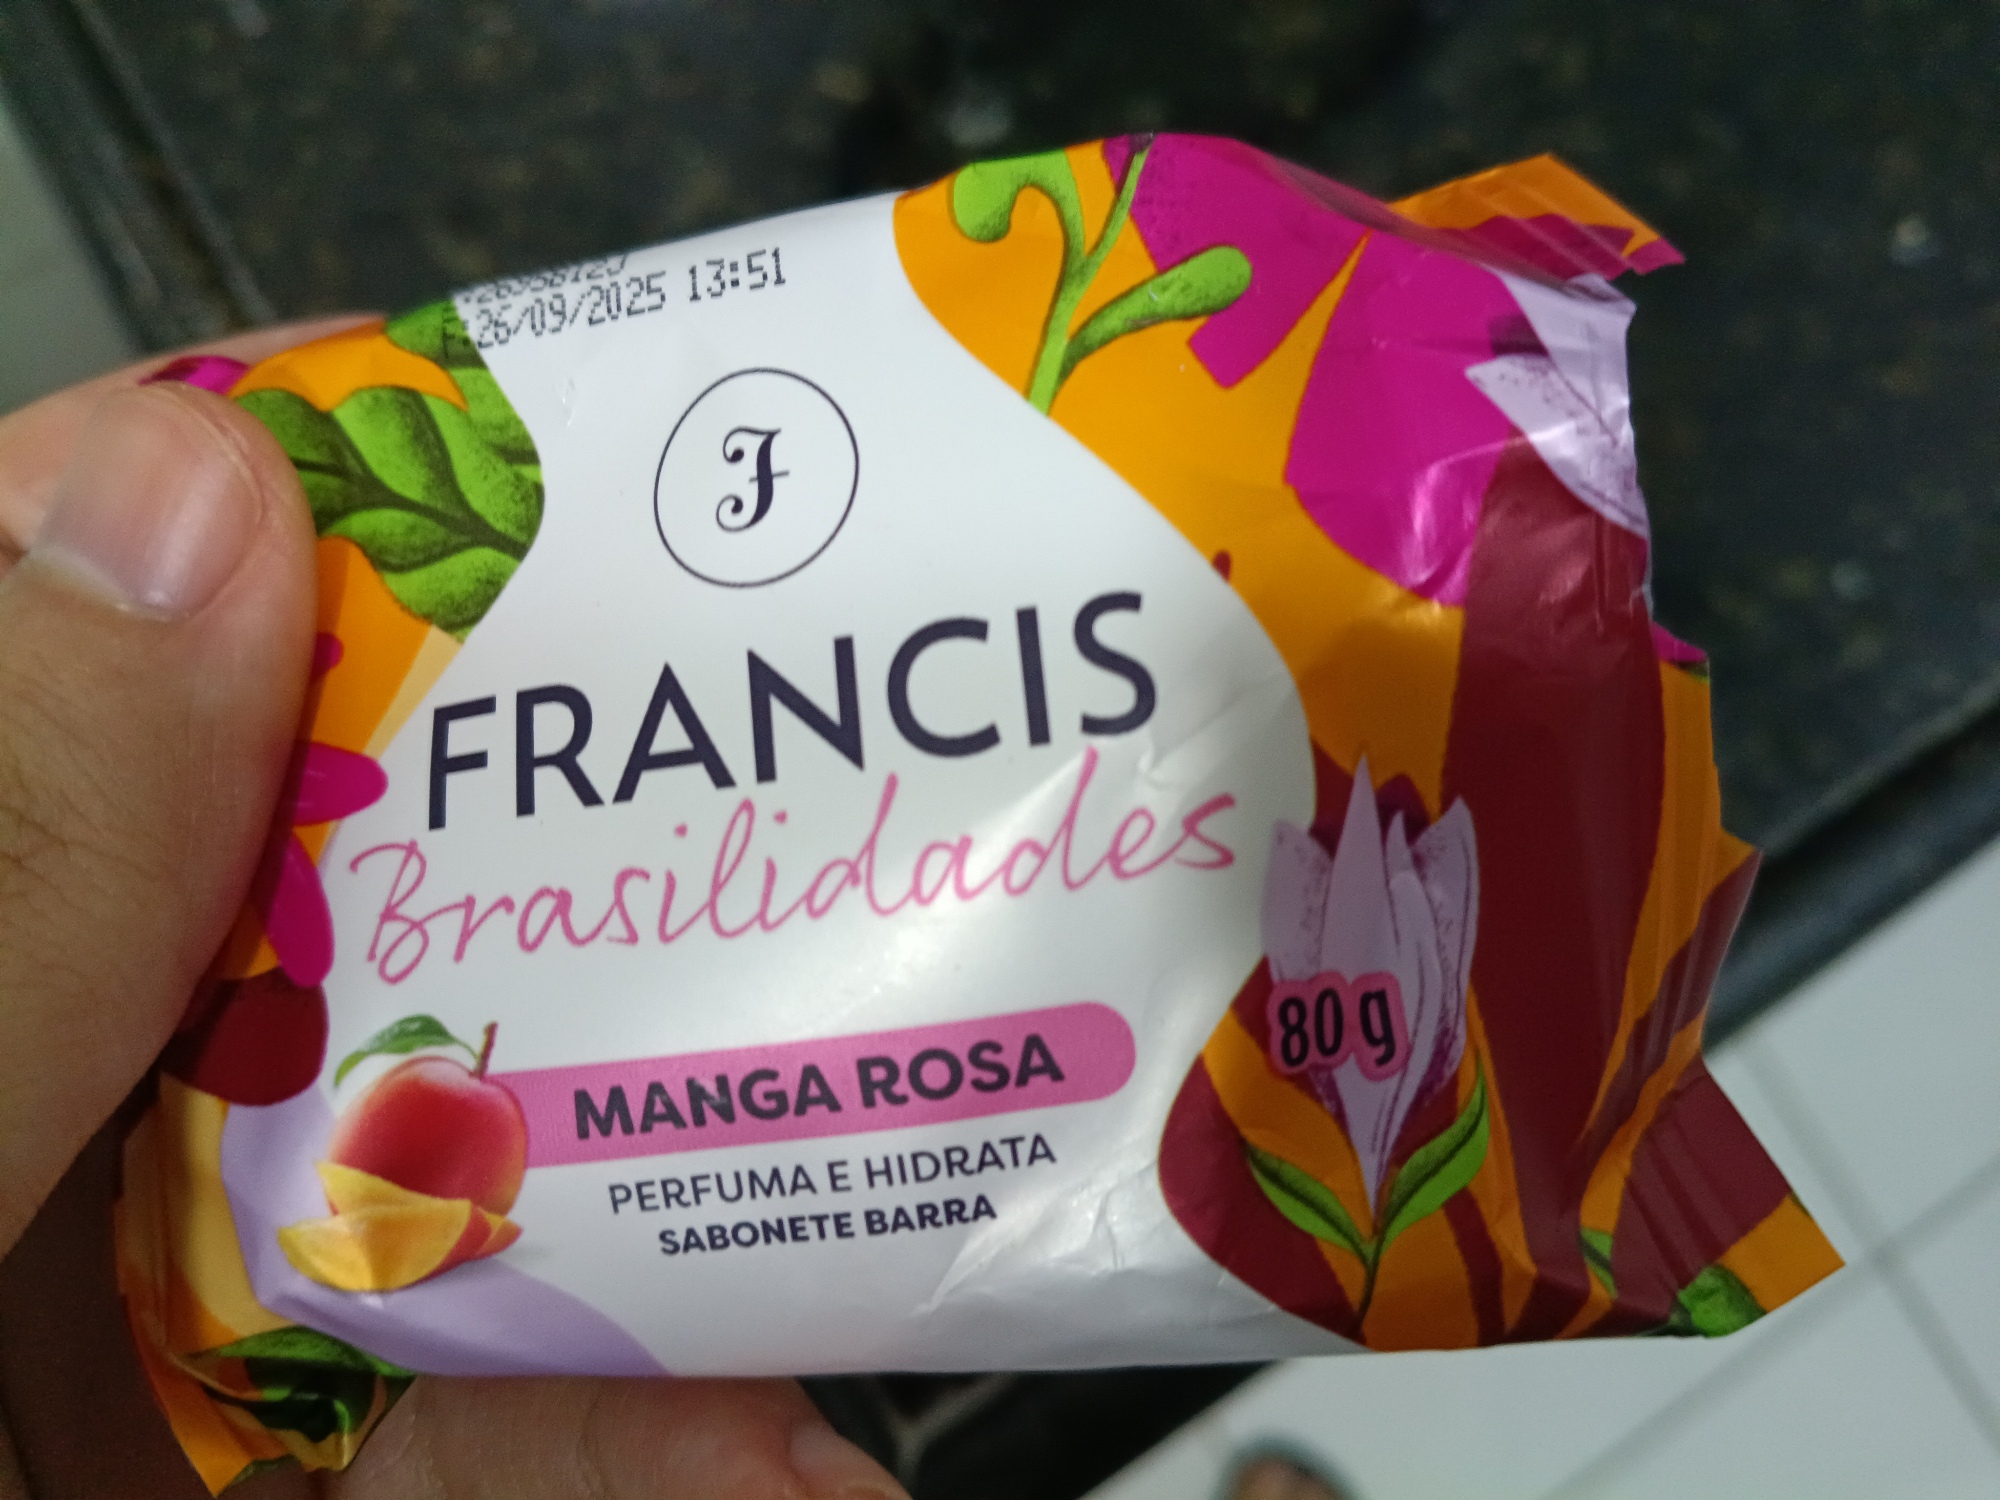 26/09/2025 13:51
F
FRANCIS
Brasilidades
MANGA ROSA
PERFUMA E HIDRATA
SABONETE BARRA
80 g